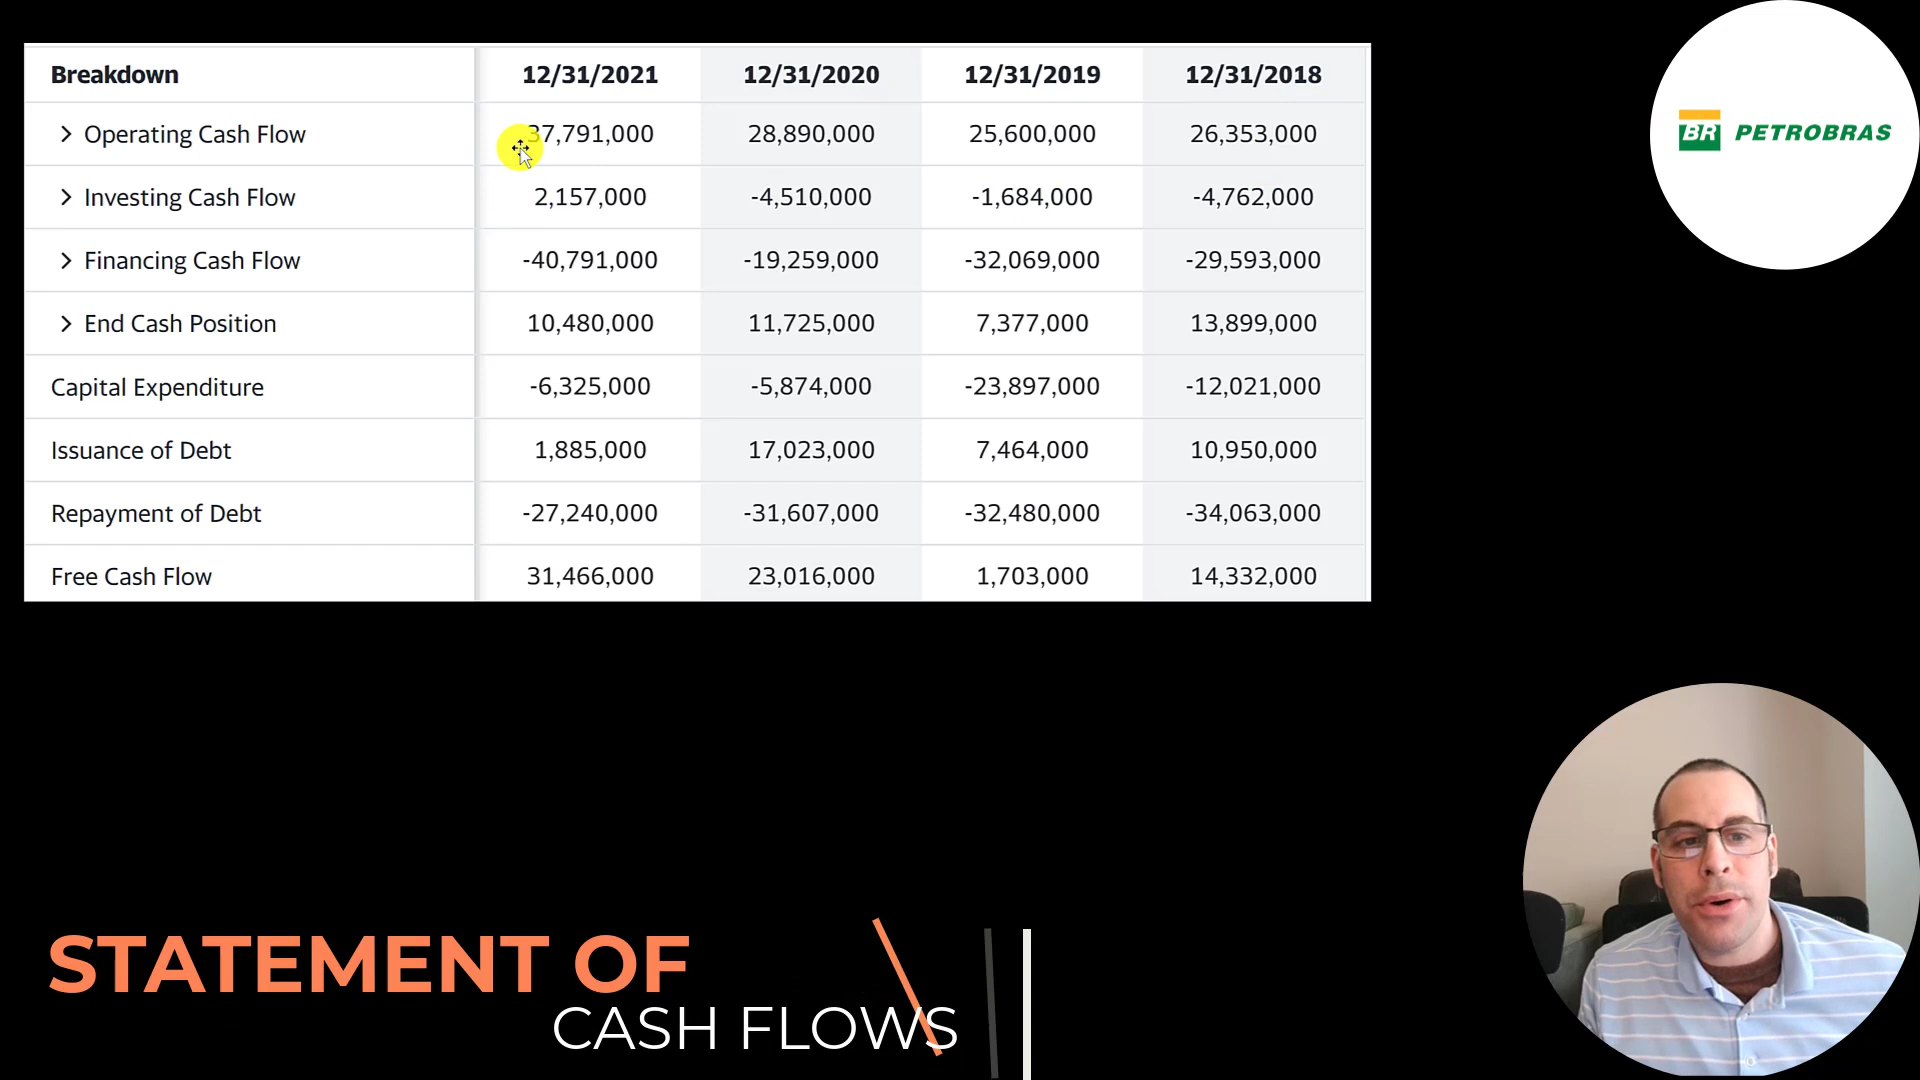 Breakdown 12/31/2021 12/31/2020 12/31/2019 12/31/2018
Operating Cash Flow 37,791,000 28,890,000 25,600,000 26,353,000
Investing Cash Flow 2,157,000 -4,510,000 -1,684,000 -4,762,000
Financing Cash Flow -40,791,000 -19,259,000 -32,069,000 -29,593,000
End Cash Position 10,480,000 11,725,000 7,377,000 13,899,000
Capital Expenditure -6,325,000 -5,874,000 -23,897,000 -12,021,000
Issuance of Debt 1,885,000 17,023,000 7,464,000 10,950,000
Repayment of Debt -27,240,000 -31,607,000 -32,480,000 -34,063,000
Free Cash Flow 31,466,000 23,016,000 1,703,000 14,332,000
BR PETROBRAS
STATEMENT OF
CASH FLOWS